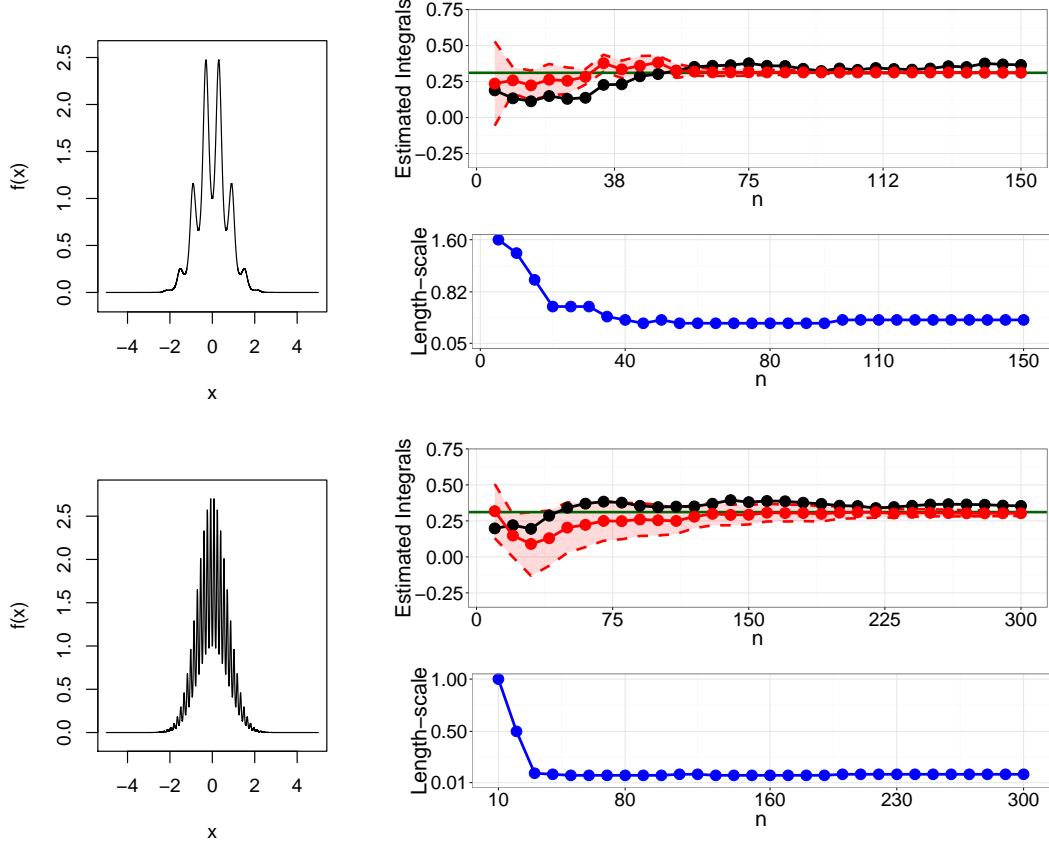 f(x)
2.5
2.0
1.5
1.0
0.5
0.0
−4 −2 0 2 4
x
Estimated Integrals
0.75
0.50
0.25
0.00
−0.25
0 38 75 112 150
n
Length−scale
1.60
0.82
0.05
0 40 80 110 150
n
f(x)
2.5
2.0
1.5
1.0
0.5
0.0
−4 −2 0 2 4
x
Estimated Integrals
0.75
0.50
0.25
0.00
−0.25
0 75 150 225 300
n
Length−scale
1.00
0.50
0.01
10 80 160 230 300
n